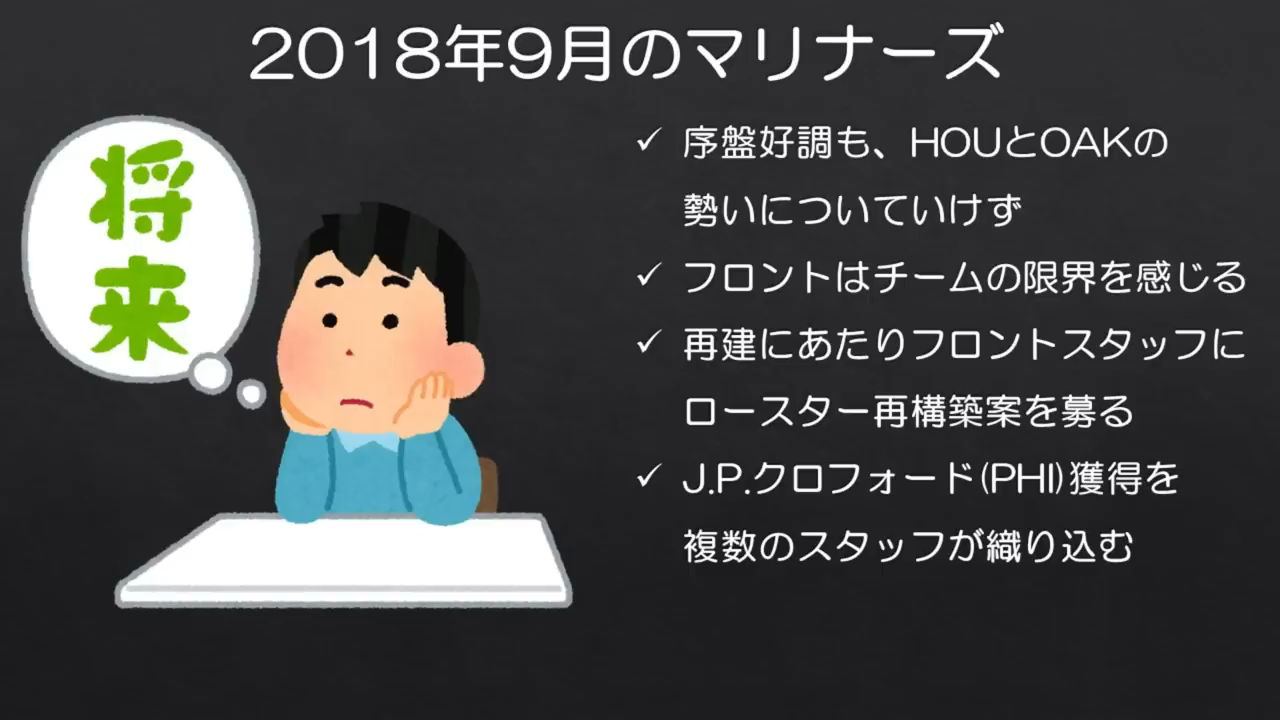 2018年9月のマリナーズ
将
来
✓ 序盤好調も、HOUとOAKの
勢いについていけず
✓ フロントはチームの限界を感じる
✓ 再建にあたりフロントスタッフに
ロースター再構築案を募る
✓ J.P.クロフォード(PHI)獲得を
複数のスタッフが織り込む